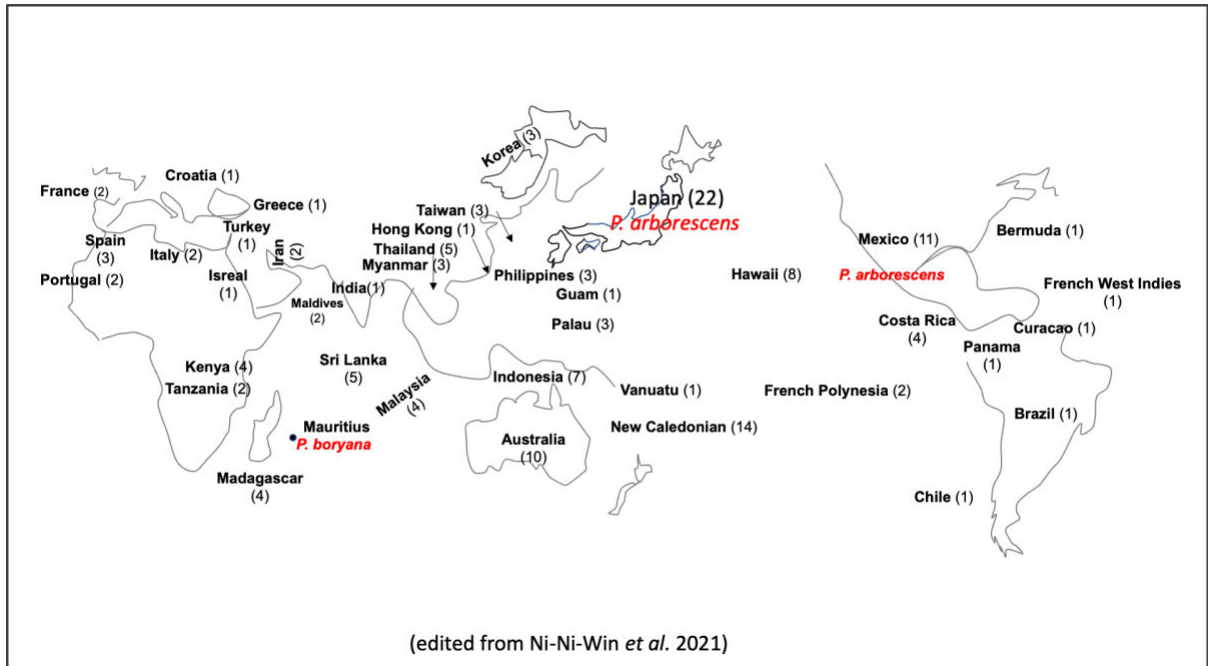 Korea (3)
Croatia (1)
France (2)
Greece (1)
Japan (22)
P. arborescens
Taiwan (3)
Hong Kong (1)
Thailand (5)
Myanmar (3)
Turkey
(1)
Iran
(2)
Spain
(3)
Italy (2)
Portugal (2)
Isreal
(1)
India(1)
Maldives
(2)
Philippines (3)
Guam (1)
Palau (3)
Hawaii (8)
Mexico (11)
P. arborescens
Bermuda (1)
French West Indies
(1)
Costa Rica
(4)
Curacao (1)
Panama
(1)
Kenya (4)
Tanzania (2)
Sri Lanka
(5)
Malaysia
(4)
Indonesia (7)
Vanuatu (1)
French Polynesia (2)
Brazil (1)
Mauritius
P. boryana
Australia
(10)
New Caledonian (14)
Madagascar
(4)
Chile (1)
(edited from Ni-Ni-Win et al. 2021)